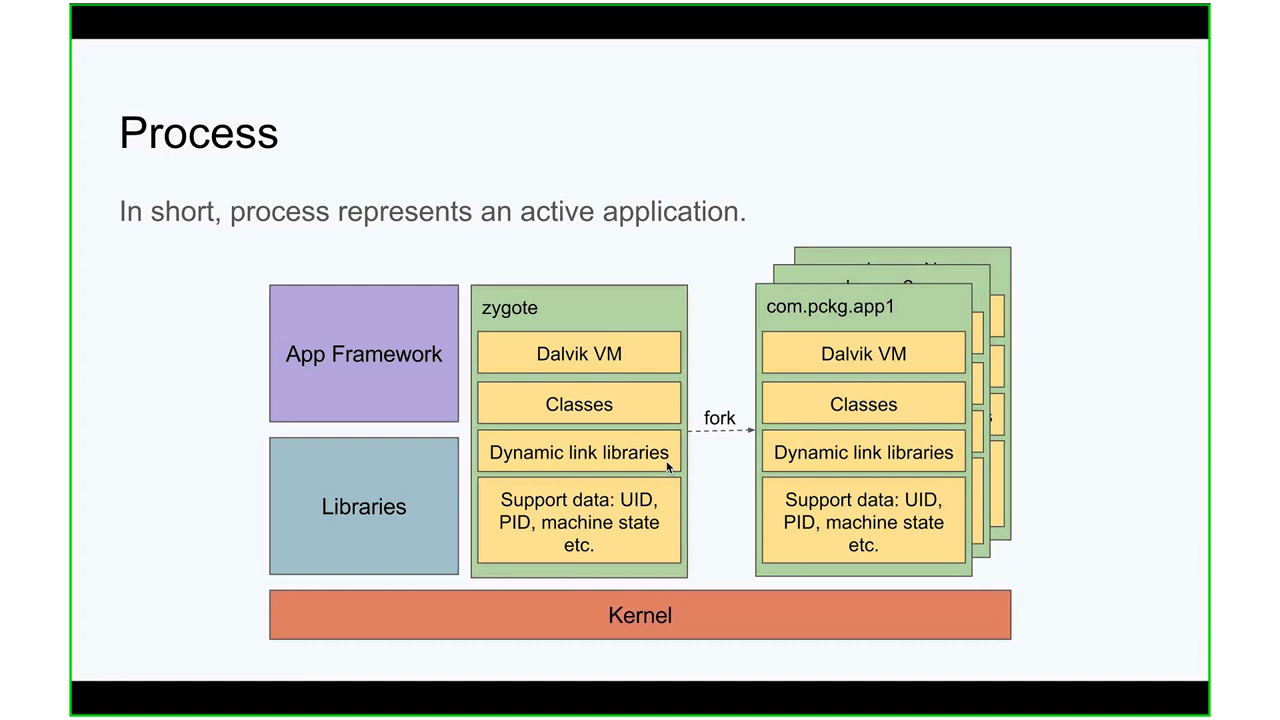 Process
In short, process represents an active application.
App Framework
Libraries
zygote
Dalvik VM
Classes
Dynamic link libraries
Support data: UID,
PID, machine state
etc.
fork
com.pckg.app1
Dalvik VM
Classes
Dynamic link libraries
Support data: UID,
PID, machine state
etc.
Kernel